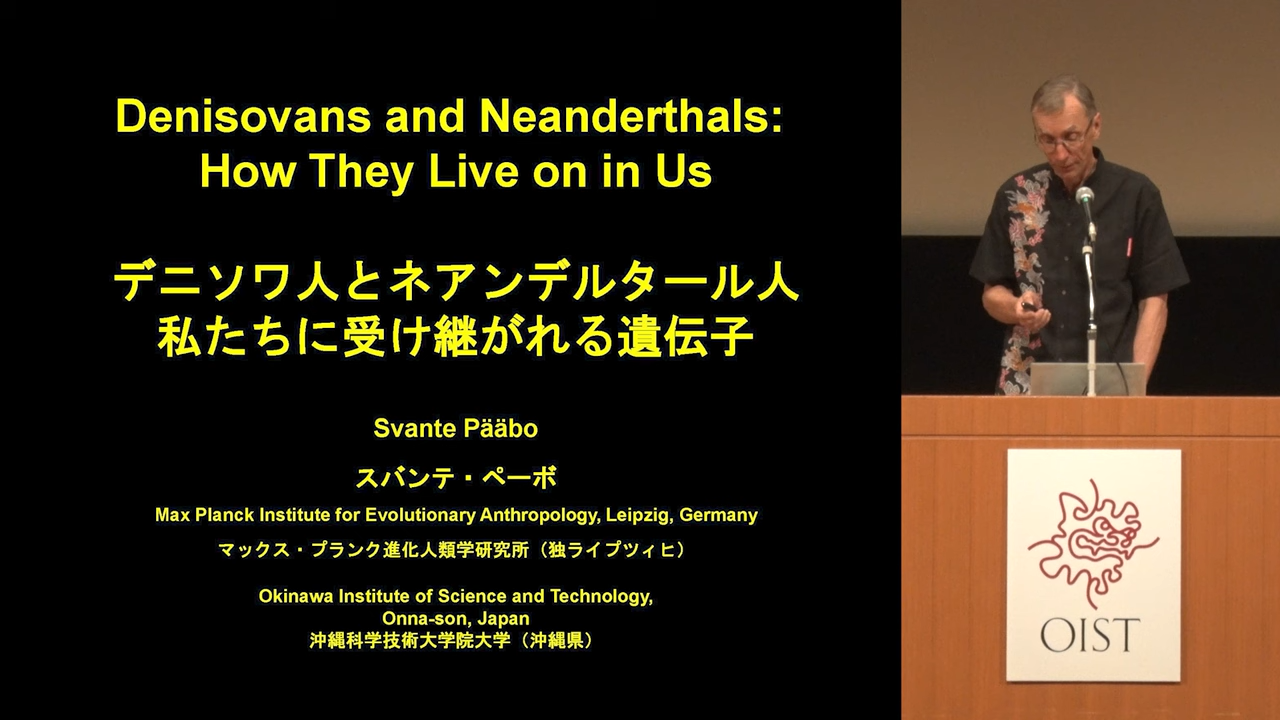 Denisovans and Neanderthals:
How They Live on in Us
デニソワ人とネアンデルタール人
私たちに受け継がれる遺伝子
Svante Pääbo
スバンテ・ペーボ
Max Planck Institute for Evolutionary Anthropology, Leipzig, Germany
マックス・プランク進化人類学研究所（独ライプツィヒ）
Okinawa Institute of Science and Technology,
Onna-son, Japan
沖縄科学技術大学院大学（沖縄県）
OIST